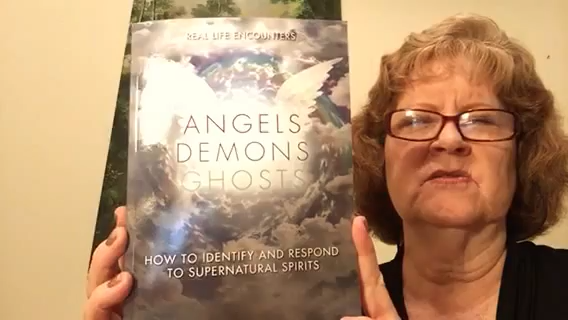 REAL LIFE ENCOUNTERS
ANGELS
DEMONS
GHOSTS
HOW TO IDENTIFY AND RESPOND
TO SUPERNATURAL SPIRITS